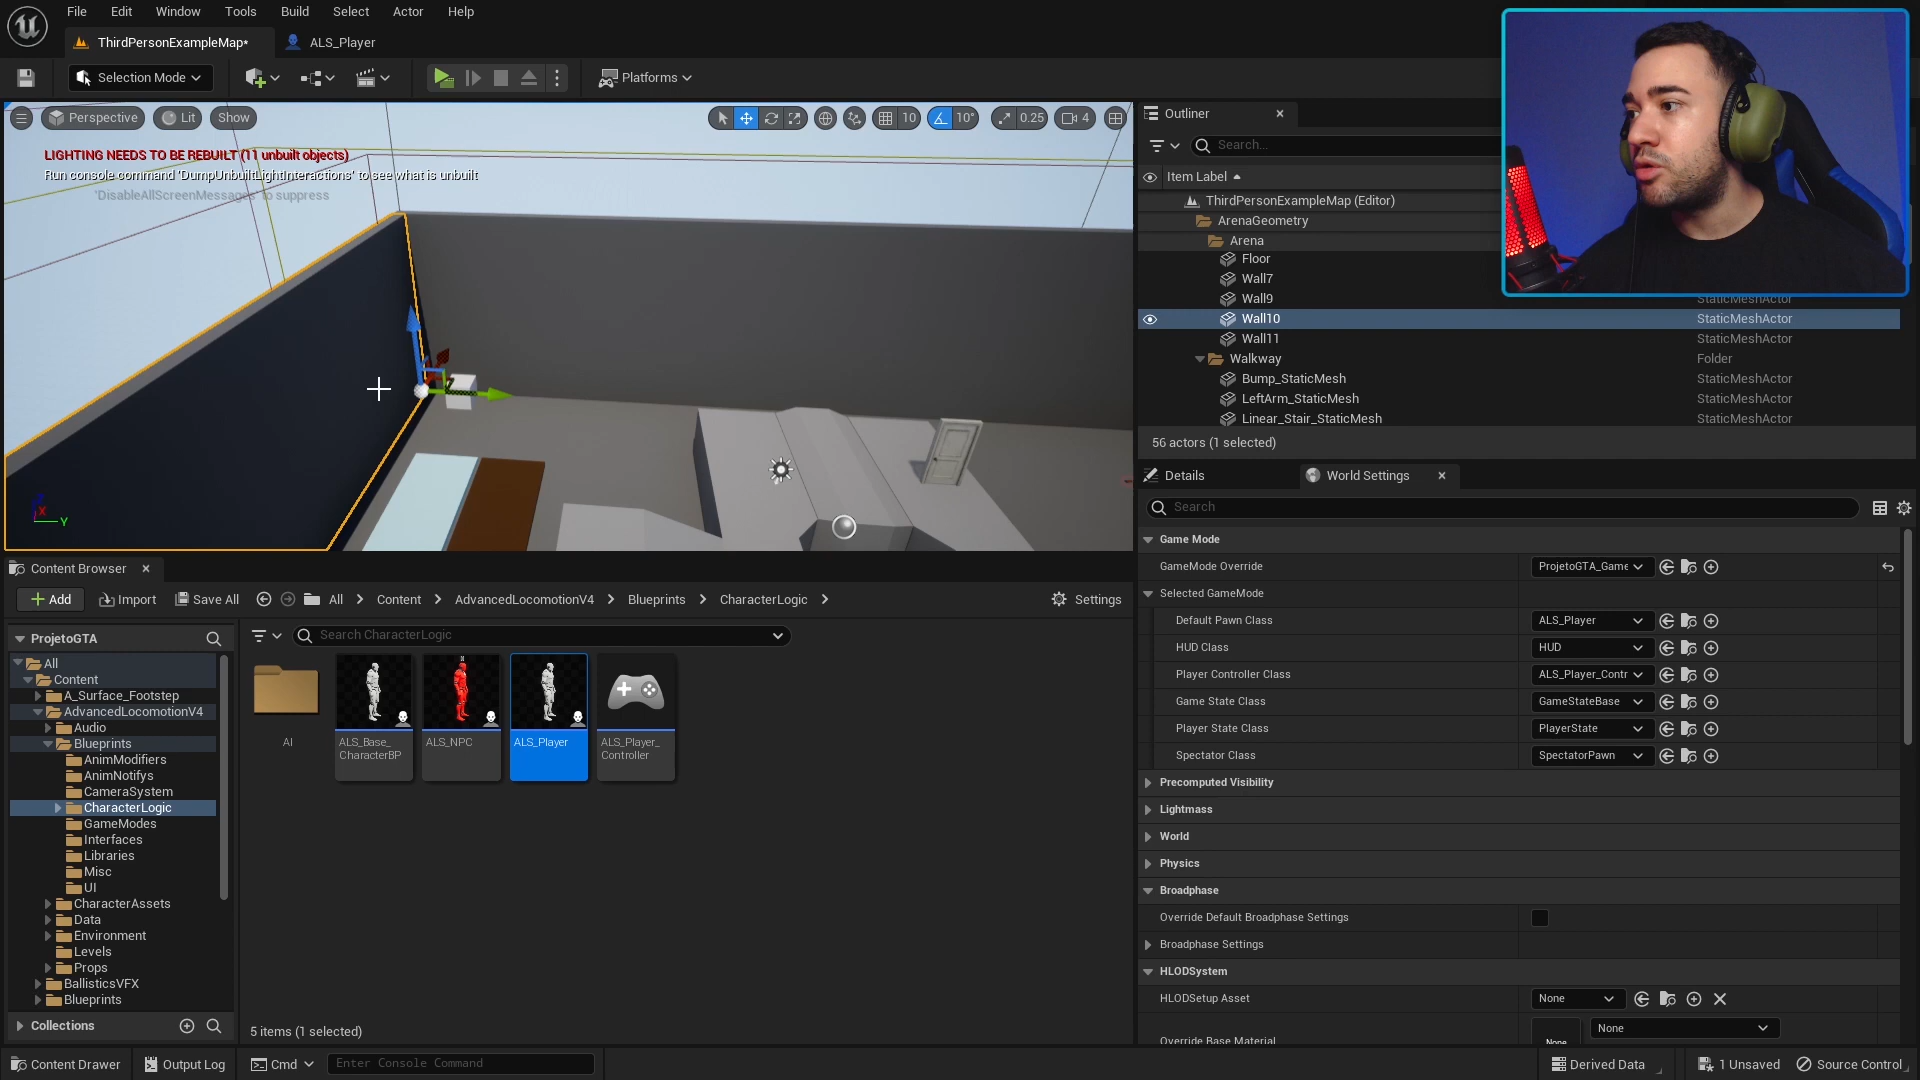 File Edit Window Tools Build Select Actor Help
ThirdPersonExampleMap*
ALS_Player
Selection Mode
Platforms
Perspective
Lit
Show
10
10°
0.25
4
LIGHTING NEEDS TO BE REBUILT (11 unbuilt objects)
Run console command 'DumpUnbuiltLightInteractions' to see what is unbuilt
'DisableAllScreenMessages' to suppress
X
Y
Outliner
Search...
Item Label
ThirdPersonExampleMap (Editor)
ArenaGeometry
Arena
Floor
Wall7
Wall9 StaticMeshActor
Wall10 StaticMeshActor
Wall11 StaticMeshActor
Walkway Folder
Bump_StaticMesh StaticMeshActor
LeftArm_StaticMesh StaticMeshActor
Linear_Stair_StaticMesh StaticMeshActor
56 actors (1 selected)
Details
World Settings
Search
Game Mode
GameMode Override ProjetoGTA_Game
Selected GameMode
Default Pawn Class ALS_Player
HUD Class HUD
Player Controller Class ALS_Player_Contr
Game State Class GameStateBase
Player State Class PlayerState
Spectator Class SpectatorPawn
Precomputed Visibility
Lightmass
World
Physics
Broadphase
Override Default Broadphase Settings
Broadphase Settings
HLODSystem
HLODSetup Asset None
Override Base Material None None
Content Browser
Add
Import
Save All
All
Content
AdvancedLocomotionV4
Blueprints
CharacterLogic
Settings
ProjetoGTA
All
Content
A_Surface_Footstep
AdvancedLocomotionV4
Audio
Blueprints
AnimModifiers
AnimNotifys
CameraSystem
CharacterLogic
GameModes
Interfaces
Libraries
Misc
UI
CharacterAssets
Data
Environment
Levels
Props
BallisticsVFX
Blueprints
Collections
Search CharacterLogic
AI
ALS_Base_
CharacterBP
ALS_NPC
ALS_Player
ALS_Player_
Controller
5 items (1 selected)
Content Drawer
Output Log
Cmd
Enter Console Command
Derived Data
1 Unsaved
Source Control